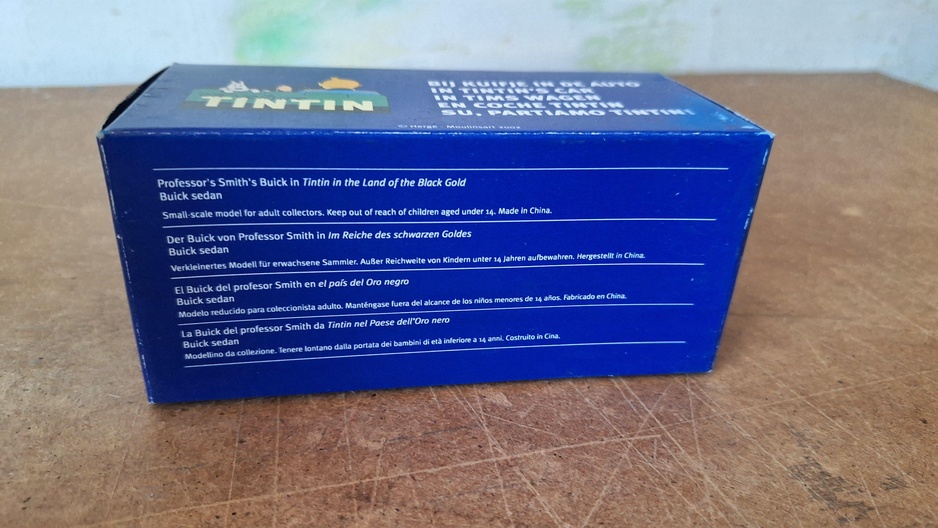 TINTIN
BIJ KUIFJE IN DE AUTO
IN TINTIN'S CAR
IN TIM'S WAGEN
EN COCHE, TINTIN
SU, PARTIAMO TINTIN!
© Hergé - Moulinsart 2002
Professor's Smith's Buick in Tintin in the Land of the Black Gold
Buick sedan
Small-scale model for adult collectors. Keep out of reach of children aged under 14. Made in China.
Der Buick von Professor Smith in Im Reiche des schwarzen Goldes
Buick sedan
Verkleinertes Modell für erwachsene Sammler. Außer Reichweite von Kindern unter 14 Jahren aufbewahren. Hergestellt in China.
El Buick del profesor Smith en el país del Oro negro
Buick sedan
Modelo reducido para coleccionista adulto. Manténgase fuera del alcance de los niños menores de 14 años. Fabricado en China.
La Buick del professor Smith da Tintin nel Paese dell'Oro nero
Buick sedan
Modellino da collezione. Tenere lontano dalla portata dei bambini di età inferiore a 14 anni. Costruito in Cina.